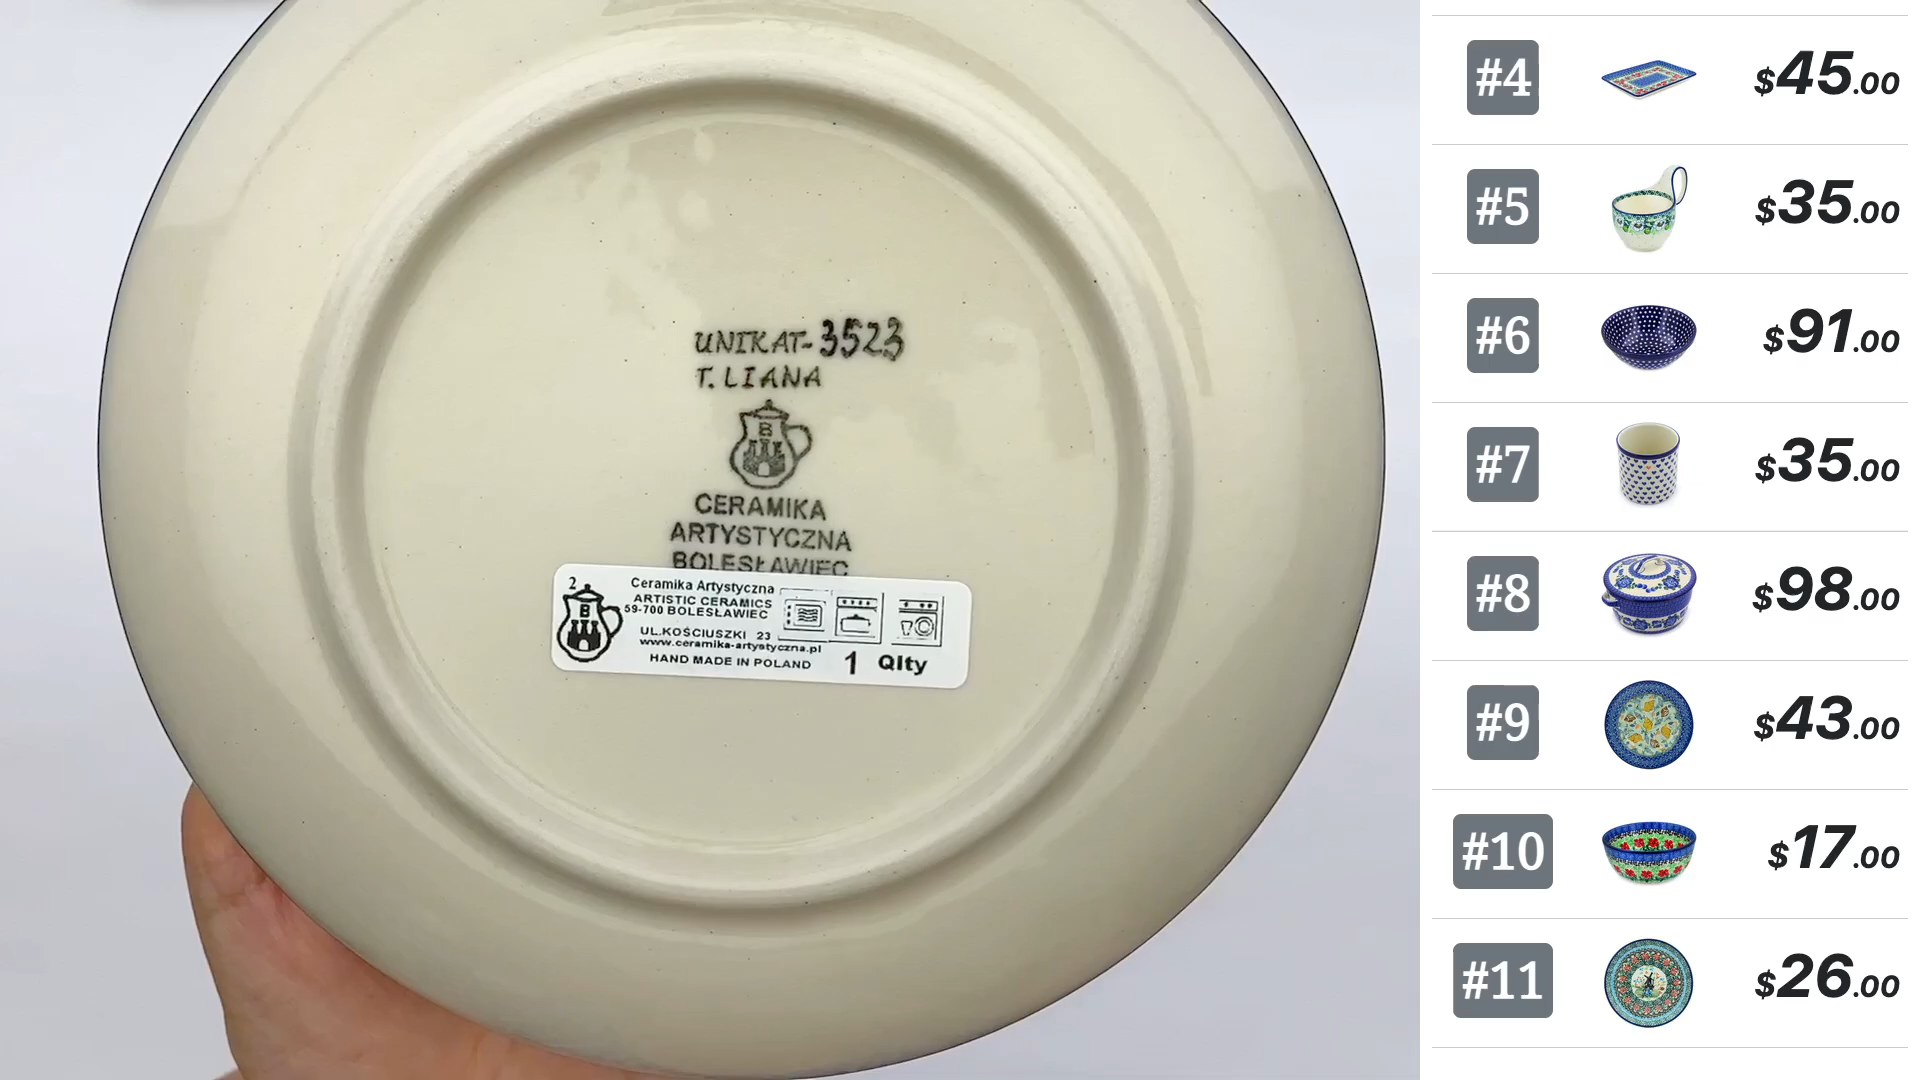 UNIKAT-3523
T. LIANA
B
CERAMIKA
ARTYSTYCZNA
BOLESŁAWIEC
2
B
Ceramika Artystyczna
ARTISTIC CERAMICS
59-700 BOLESŁAWIEC
UL.KOŚCIUSZKI 23
www.ceramika-artystyczna.pl
HAND MADE IN POLAND
1 Qlty
#4 $45.00
#5 $35.00
#6 $91.00
#7 $35.00
#8 $98.00
#9 $43.00
#10 $17.00
#11 $26.00